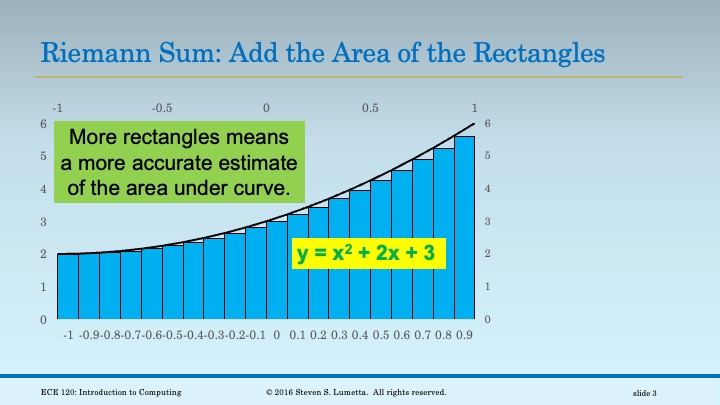 Riemann Sum: Add the Area of the Rectangles
-1 -0.5 0 0.5 1
6 6
More rectangles means
5 a more accurate estimate 5
4 of the area under curve. 4
3 3
2 y = x² + 2x + 3 2
1 1
0 0
-1 -0.9-0.8-0.7-0.6-0.5-0.4-0.3-0.2-0.1 0 0.1 0.2 0.3 0.4 0.5 0.6 0.7 0.8 0.9
ECE 120: Introduction to Computing © 2016 Steven S. Lumetta. All rights reserved. slide 3